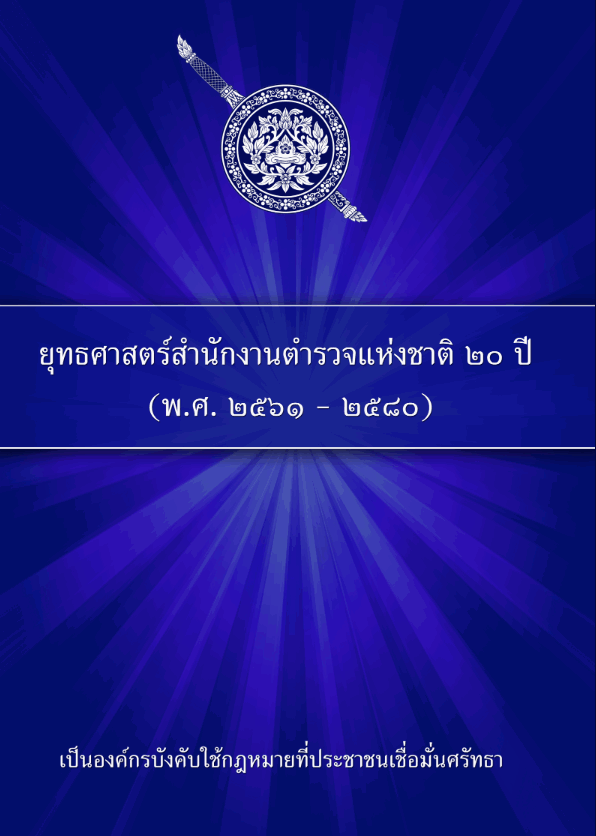 ยุทธศาสตร์สำนักงานตำรวจแห่งชาติ ๒๐ ปี
(พ.ศ. ๒๕๖๑ - ๒๕๘๐)
เป็นองค์กรบังคับใช้กฎหมายที่ประชาชนเชื่อมั่นศรัทธา